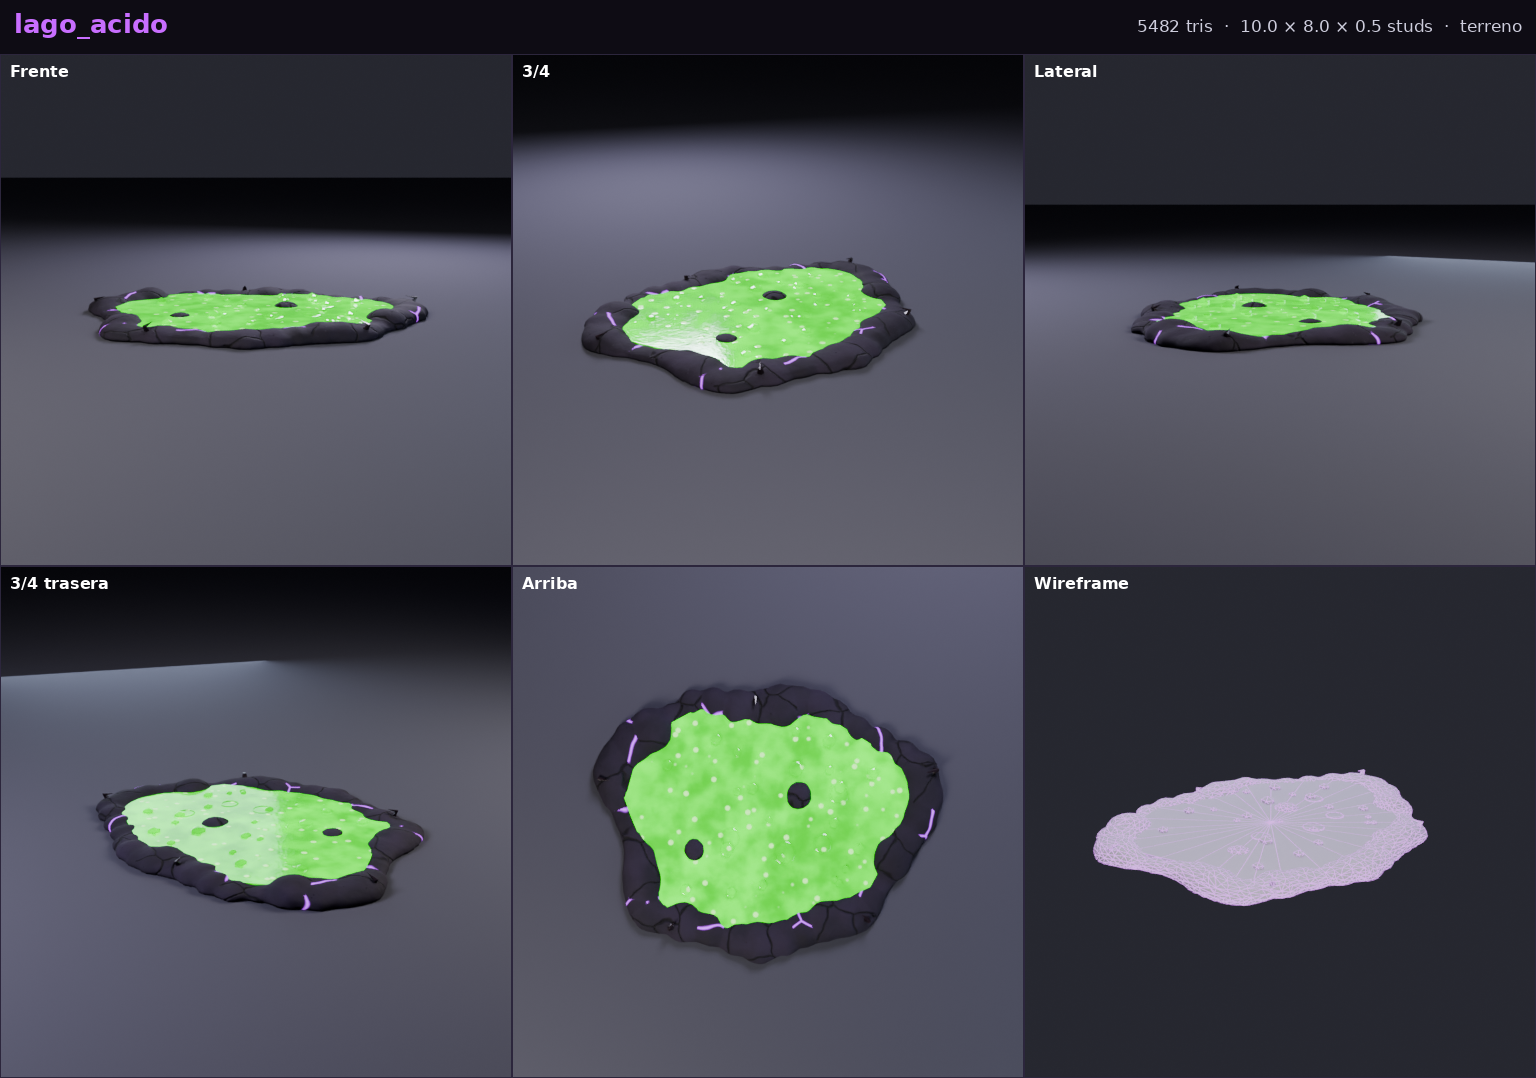 lago_acido
5482 tris · 10.0 × 8.0 × 0.5 studs · terreno
Frente
3/4
Lateral
3/4 trasera
Arriba
Wireframe